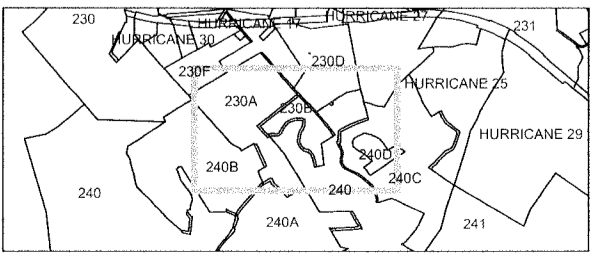 230
HURRICANE 17
HURRICANE 27
231
HURRICANE 30
230F
230D
HURRICANE 25
230A
230B
HURRICANE 29
240B
240D
240
240
240C
240A
241